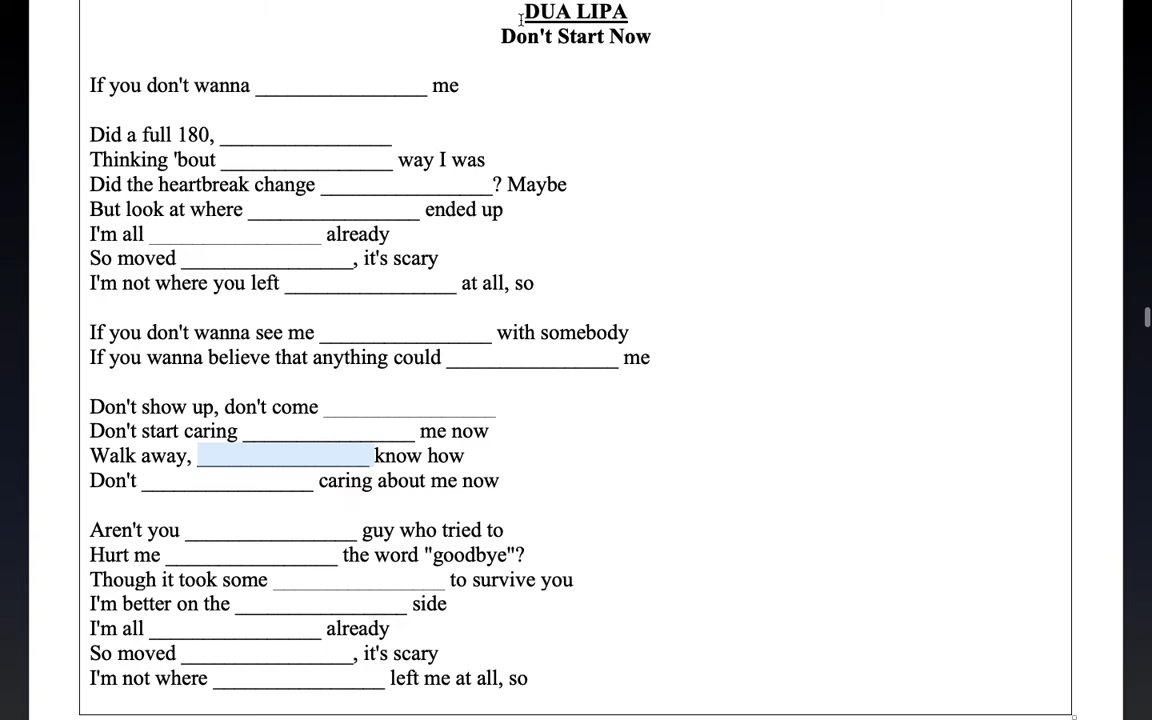 DUA LIPA
Don't Start Now
If you don't wanna ________________ me
Did a full 180, ________________
Thinking 'bout ________________ way I was
Did the heartbreak change ________________? Maybe
But look at where ________________ ended up
I'm all ________________ already
So moved ________________, it's scary
I'm not where you left ________________ at all, so
If you don't wanna see me ________________ with somebody
If you wanna believe that anything could ________________ me
Don't show up, don't come ________________
Don't start caring ________________ me now
Walk away, ________________ know how
Don't ________________ caring about me now
Aren't you ________________ guy who tried to
Hurt me ________________ the word "goodbye"?
Though it took some ________________ to survive you
I'm better on the ________________ side
I'm all ________________ already
So moved ________________, it's scary
I'm not where ________________ left me at all, so